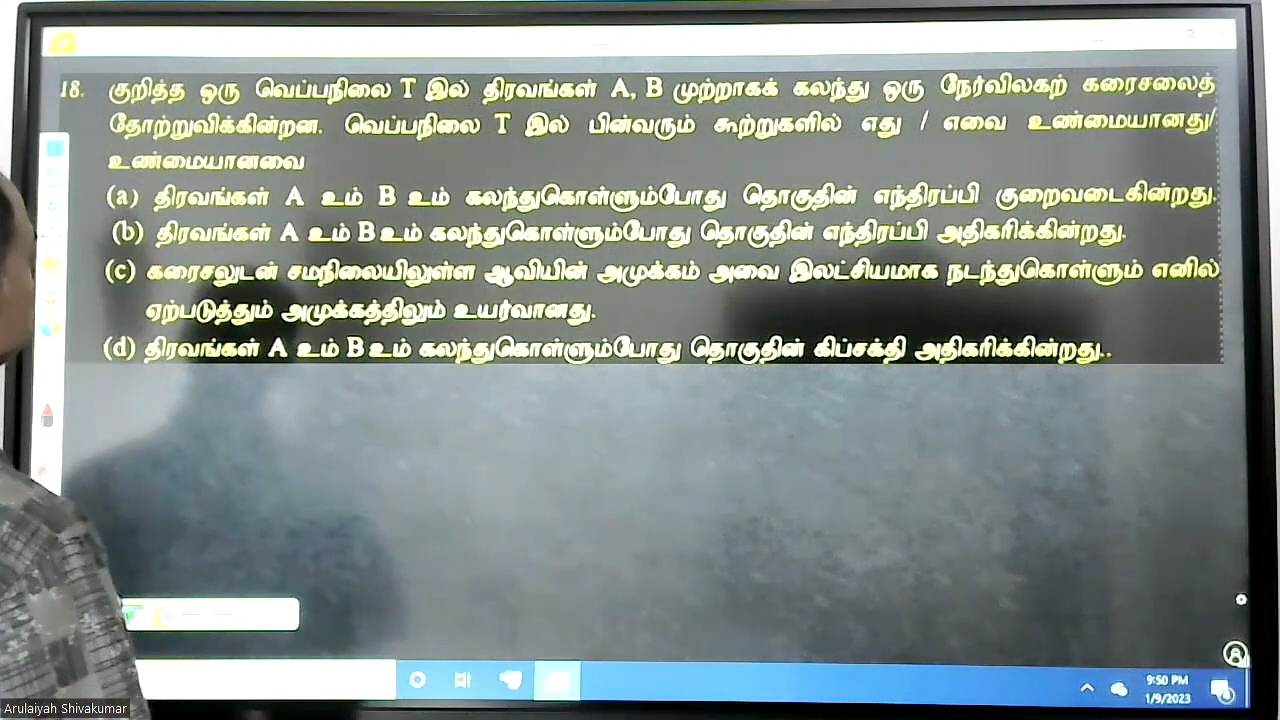 18. குறித்த ஒரு வெப்பநிலை T இல் திரவங்கள் A, B முற்றாகக் கலந்து ஒரு நேர்விலகற் கரைசலைத்
தோற்றுவிக்கின்றன. வெப்பநிலை T இல் பின்வரும் கூற்றுகளில் எது / எவை உண்மையானது/
உண்மையானவை
(a) திரவங்கள் A உம் B உம் கலந்துகொள்ளும்போது தொகுதின் எந்திரப்பி குறைவடைகின்றது.
(b) திரவங்கள் A உம் B உம் கலந்துகொள்ளும்போது தொகுதின் எந்திரப்பி அதிகரிக்கின்றது.
(c) கரைசலுடன் சமநிலையிலுள்ள ஆவியின் அமுக்கம் அவை இலட்சியமாக நடந்துகொள்ளும் எனில்
ஏற்படுத்தும் அமுக்கத்திலும் உயர்வானது.
(d) திரவங்கள் A உம் B உம் கலந்துகொள்ளும்போது தொகுதின் கிப்சக்தி அதிகரிக்கின்றது..
9:50 PM
1/9/2023
Arulaiyah Shivakumar